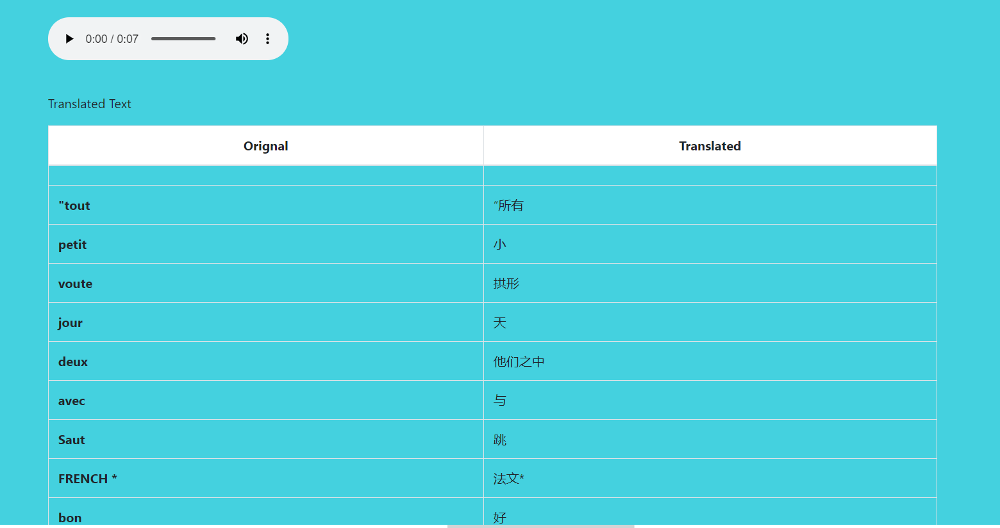 0:00 / 0:07
Translated Text
Orignal Translated
"tout “所有
petit 小
voute 拱形
jour 天
deux 他们之中
avec 与
Saut 跳
FRENCH * 法文*
bon 好